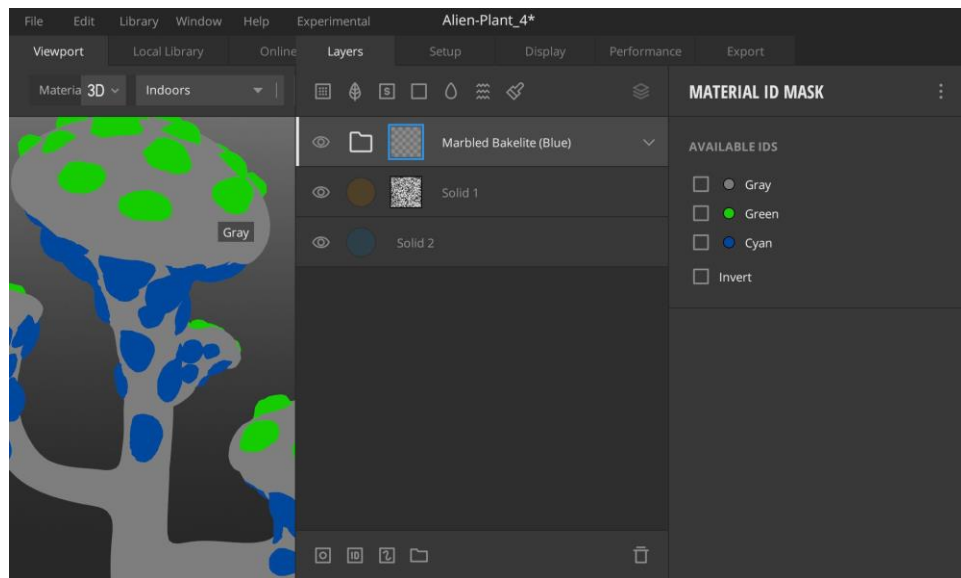 File Edit Library Window Help Experimental Alien-Plant_4*
Viewport Local Library Online Layers Setup Display Performance Export
Materia 3D Indoors
MATERIAL ID MASK
Marbled Bakelite (Blue)
AVAILABLE IDS
Solid 1
Gray
Green
Gray
Solid 2
Cyan
Invert
ID